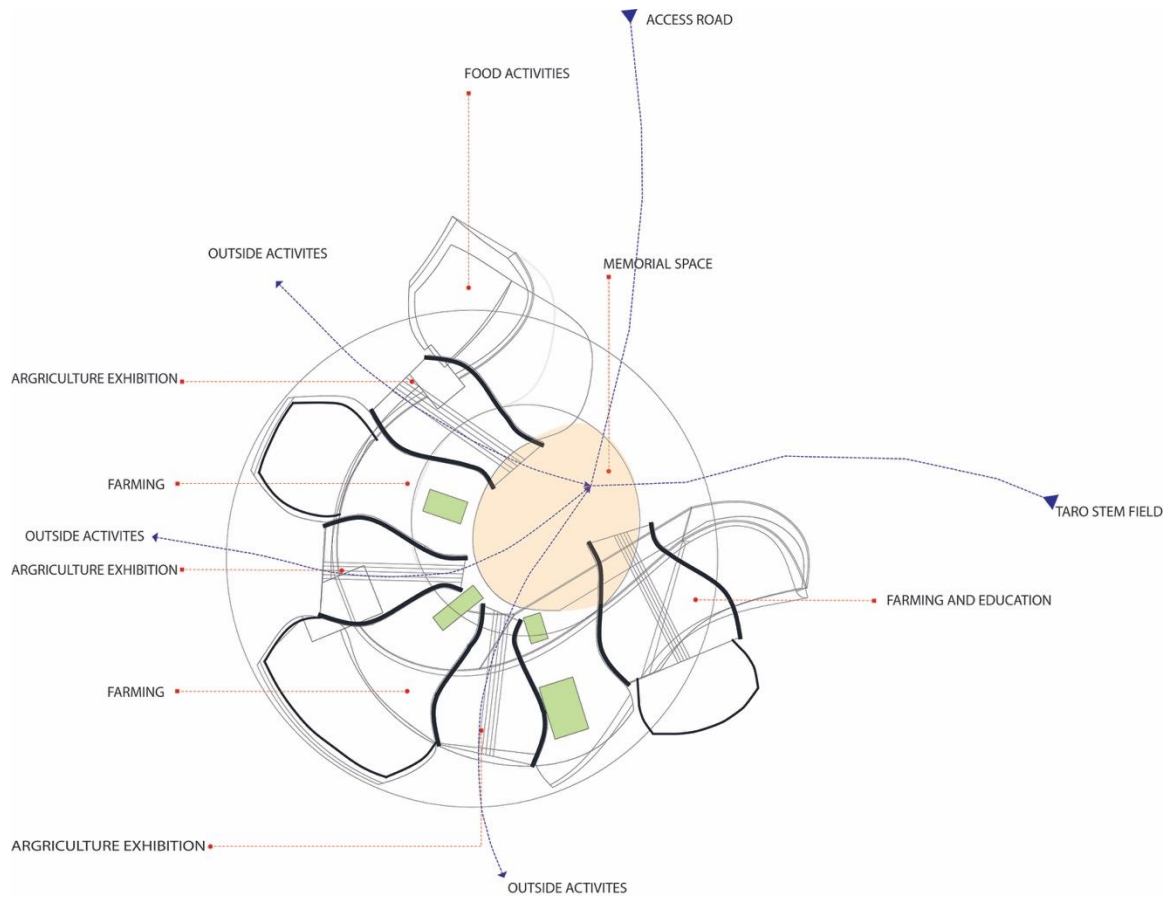 ACCESS ROAD
FOOD ACTIVITIES
OUTSIDE ACTIVITES
MEMORIAL SPACE
ARGRICULTURE EXHIBITION
FARMING
TARO STEM FIELD
OUTSIDE ACTIVITES
ARGRICULTURE EXHIBITION
FARMING AND EDUCATION
FARMING
ARGRICULTURE EXHIBITION
OUTSIDE ACTIVITES